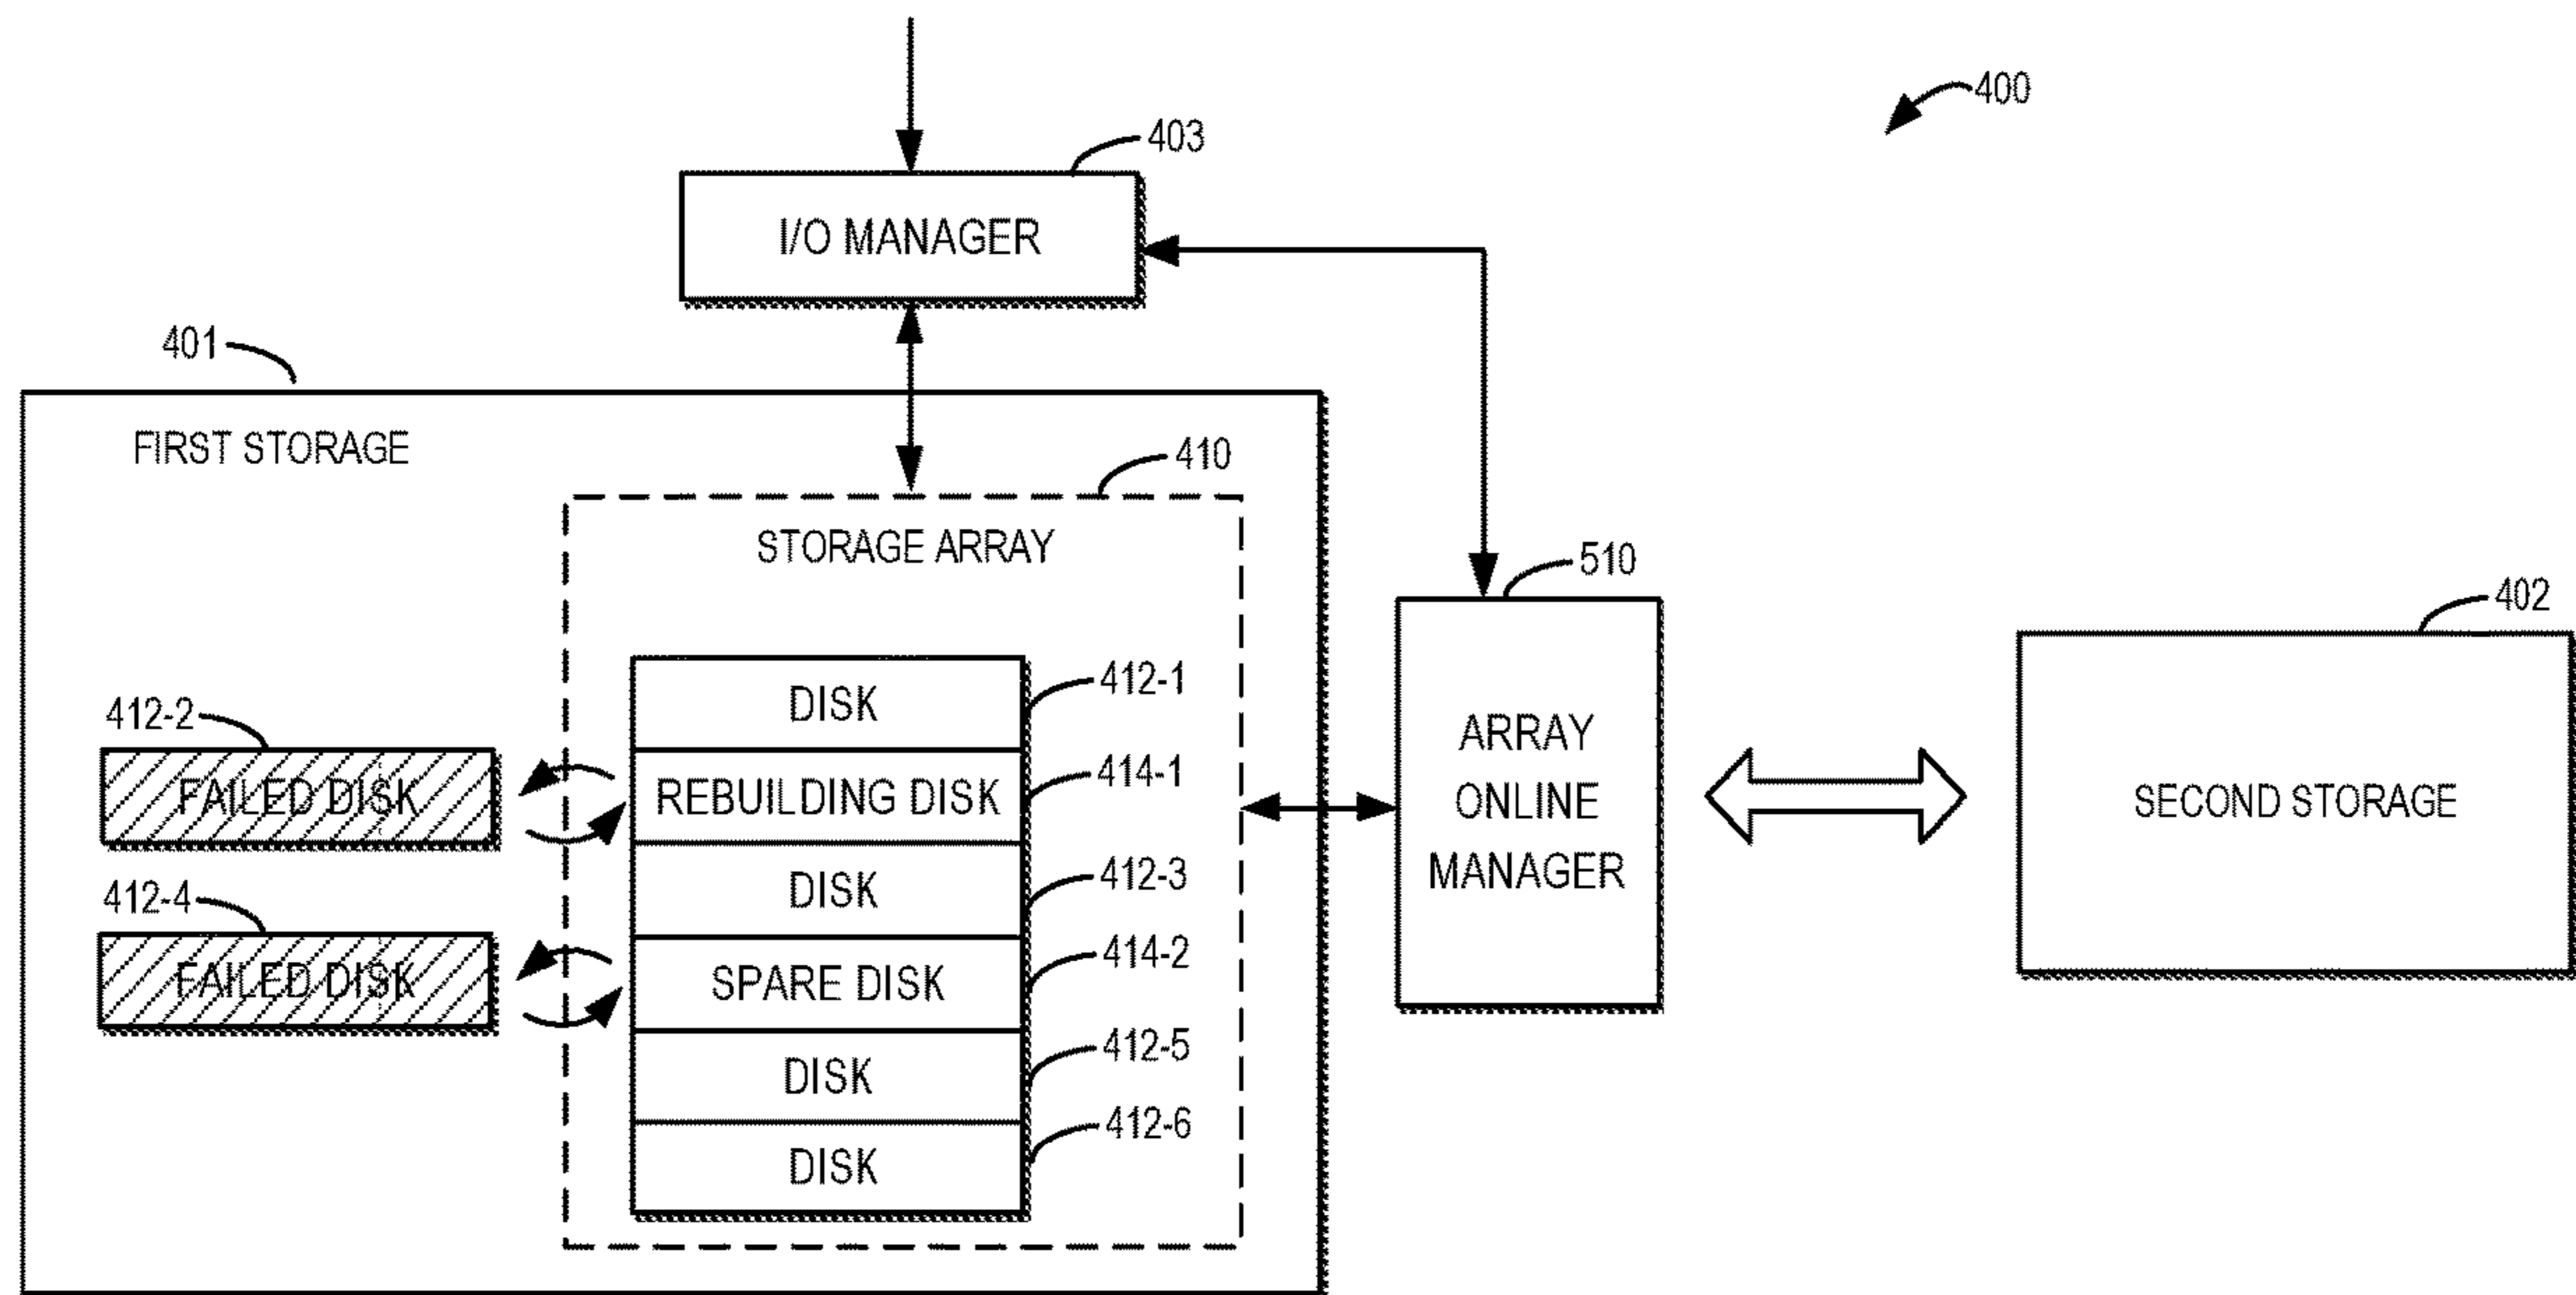 400
403
I/O MANAGER
401
FIRST STORAGE
410
STORAGE ARRAY
510
402
412-1
DISK
412-2
414-1
FAILED DISK
REBUILDING DISK
ARRAY
ONLINE
MANAGER
SECOND STORAGE
412-3
DISK
412-4
414-2
FAILED DISK
SPARE DISK
412-5
DISK
412-6
DISK